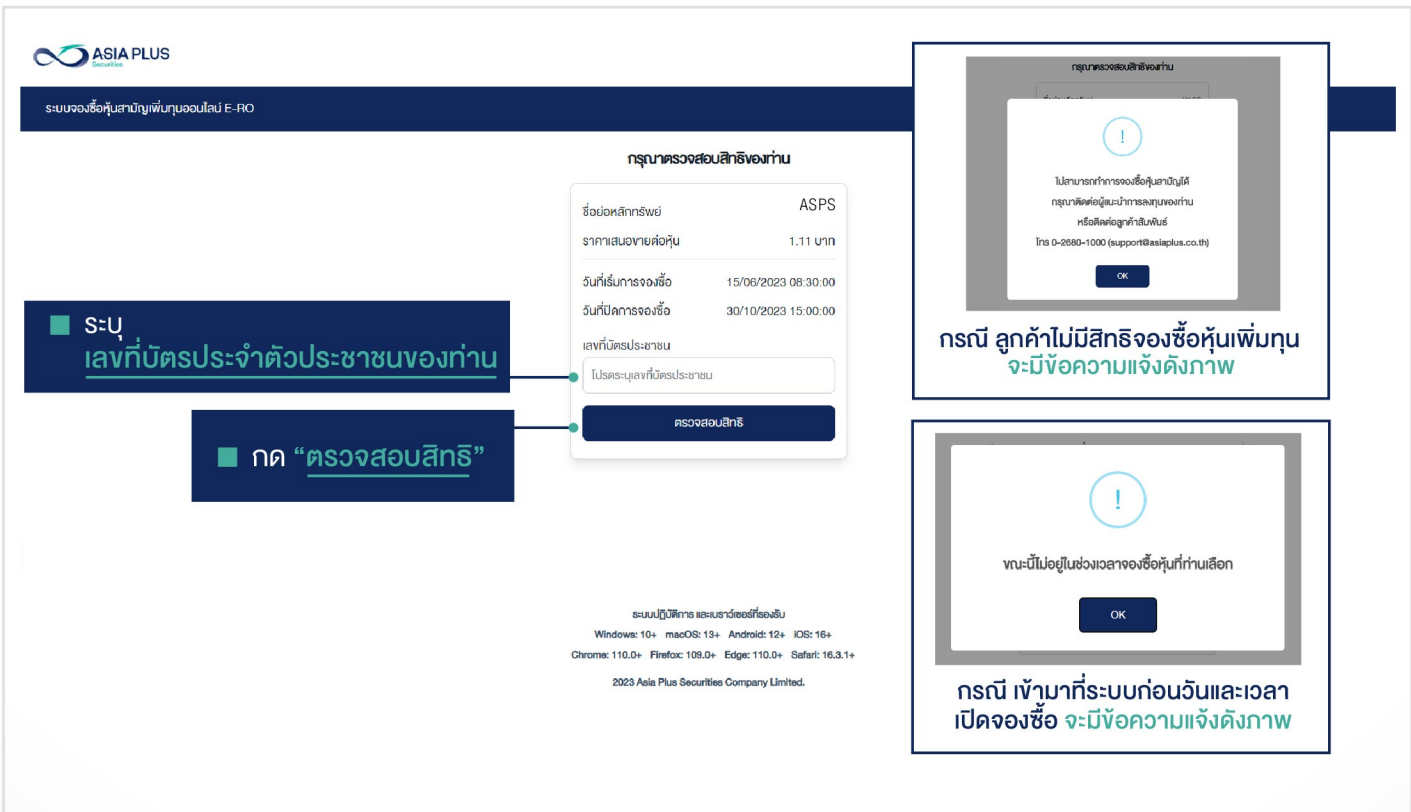 ASIA PLUS
Securities
ระบบจองซื้อหุ้นสามัญเพิ่มทุนออนไลน์ E-RO
กรุณาตรวจสอบสิทธิของท่าน
ชื่อย่อหลักทรัพย์ ASPS
ราคาเสนอขายต่อหุ้น 1.11 บาท
วันที่เริ่มการจองซื้อ 15/06/2023 08:30:00
วันที่ปิดการจองซื้อ 30/10/2023 15:00:00
เลขที่บัตรประชาชน
โปรดระบุเลขที่บัตรประชาชน
ตรวจสอบสิทธิ
ระบุ
เลขที่บัตรประจำตัวประชาชนของท่าน
กด “ตรวจสอบสิทธิ”
ระบบปฏิบัติการ และเบราว์เซอร์ที่รองรับ
Windows: 10+ macOS: 13+ Android: 12+ iOS: 16+
Chrome: 110.0+ Firefox: 109.0+ Edge: 110.0+ Safari: 16.3.1+
2023 Asia Plus Securities Company Limited.
กรุณาตรวจสอบสิทธิของท่าน
!
ไม่สามารถทำการจองซื้อหุ้นสามัญได้
กรุณาติดต่อผู้แนะนำการลงทุนของท่าน
หรือติดต่อลูกค้าสัมพันธ์
โทร 0-2680-1000 (support@asiaplus.co.th)
OK
กรณี ลูกค้าไม่มีสิทธิจองซื้อหุ้นเพิ่มทุน
จะมีข้อความแจ้งดังภาพ
!
ขณะนี้ไม่อยู่ในช่วงเวลาจองซื้อหุ้นที่ท่านเลือก
OK
กรณี เข้ามาที่ระบบก่อนวันและเวลา
เปิดจองซื้อ จะมีข้อความแจ้งดังภาพ